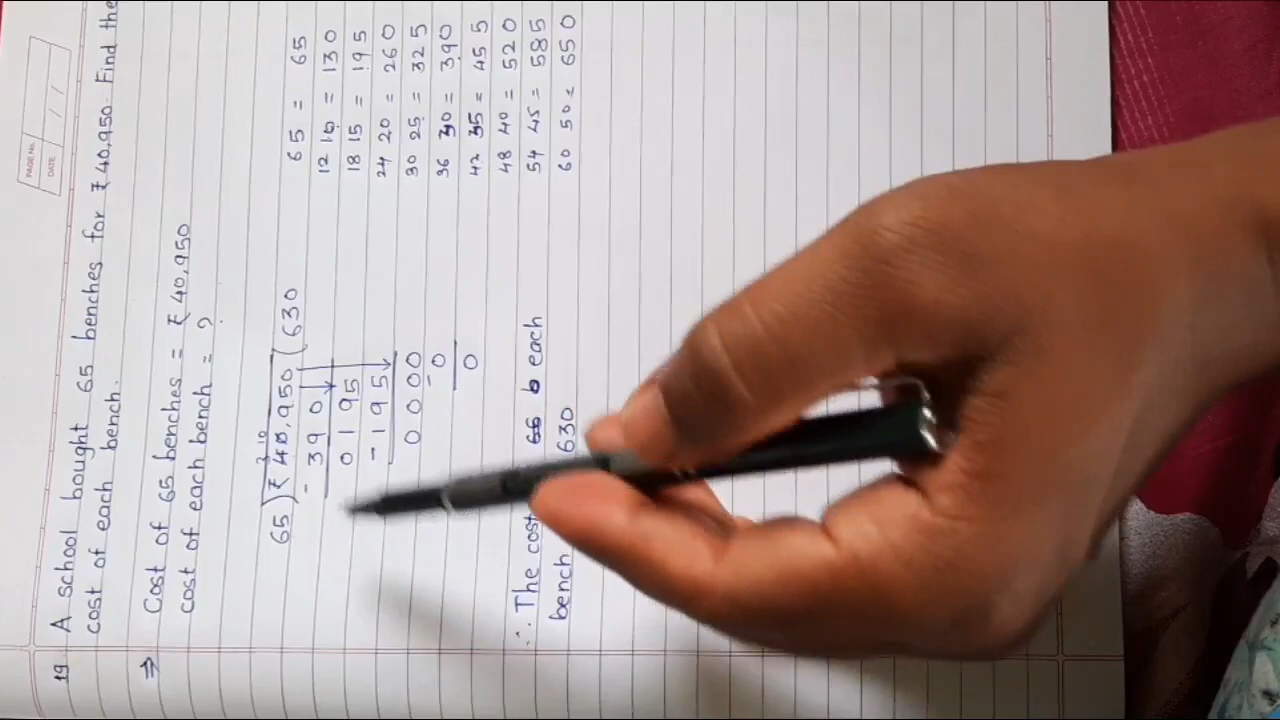 PAGE No.
DATE / /
19 A school bought 65 benches for ₹ 40,950. Find the
cost of each bench.
⇒ Cost of 65 benches = ₹ 40,950
cost of each bench = ?
3 10
65 ) ₹ 40,950 ( 630
- 390
0195
- 195
0000
- 0
0
∴ The cost each
bench 630
65 = 65
12 10 = 130
18 15 = 195
24 20 = 260
30 25 = 325
36 30 = 390
42 35 = 455
48 40 = 520
54 45 = 585
60 50 = 650